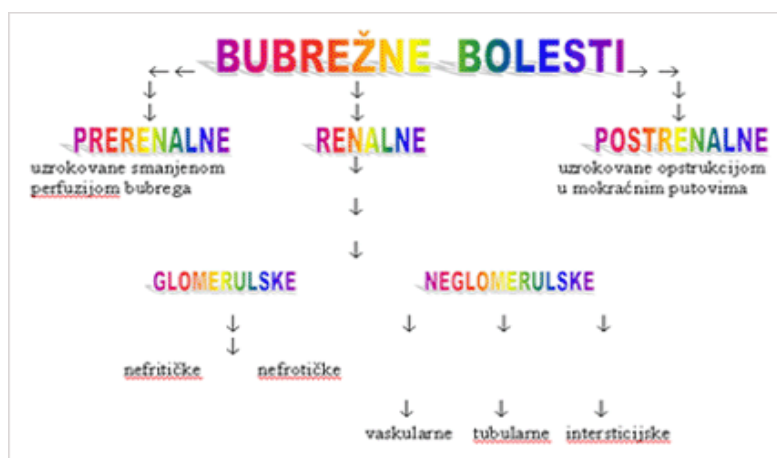 BUBREŽNE BOLESTI
PRERENALNE RENALNE POSTRENALNE
uzrokovane smanjenom
perfuzijom bubrega
uzrokovane opstrukcijom
u mokraćnim putovima
GLOMERULSKE NEGLOMERULSKE
nefritičke nefrotičke
vaskularne tubularne intersticijske